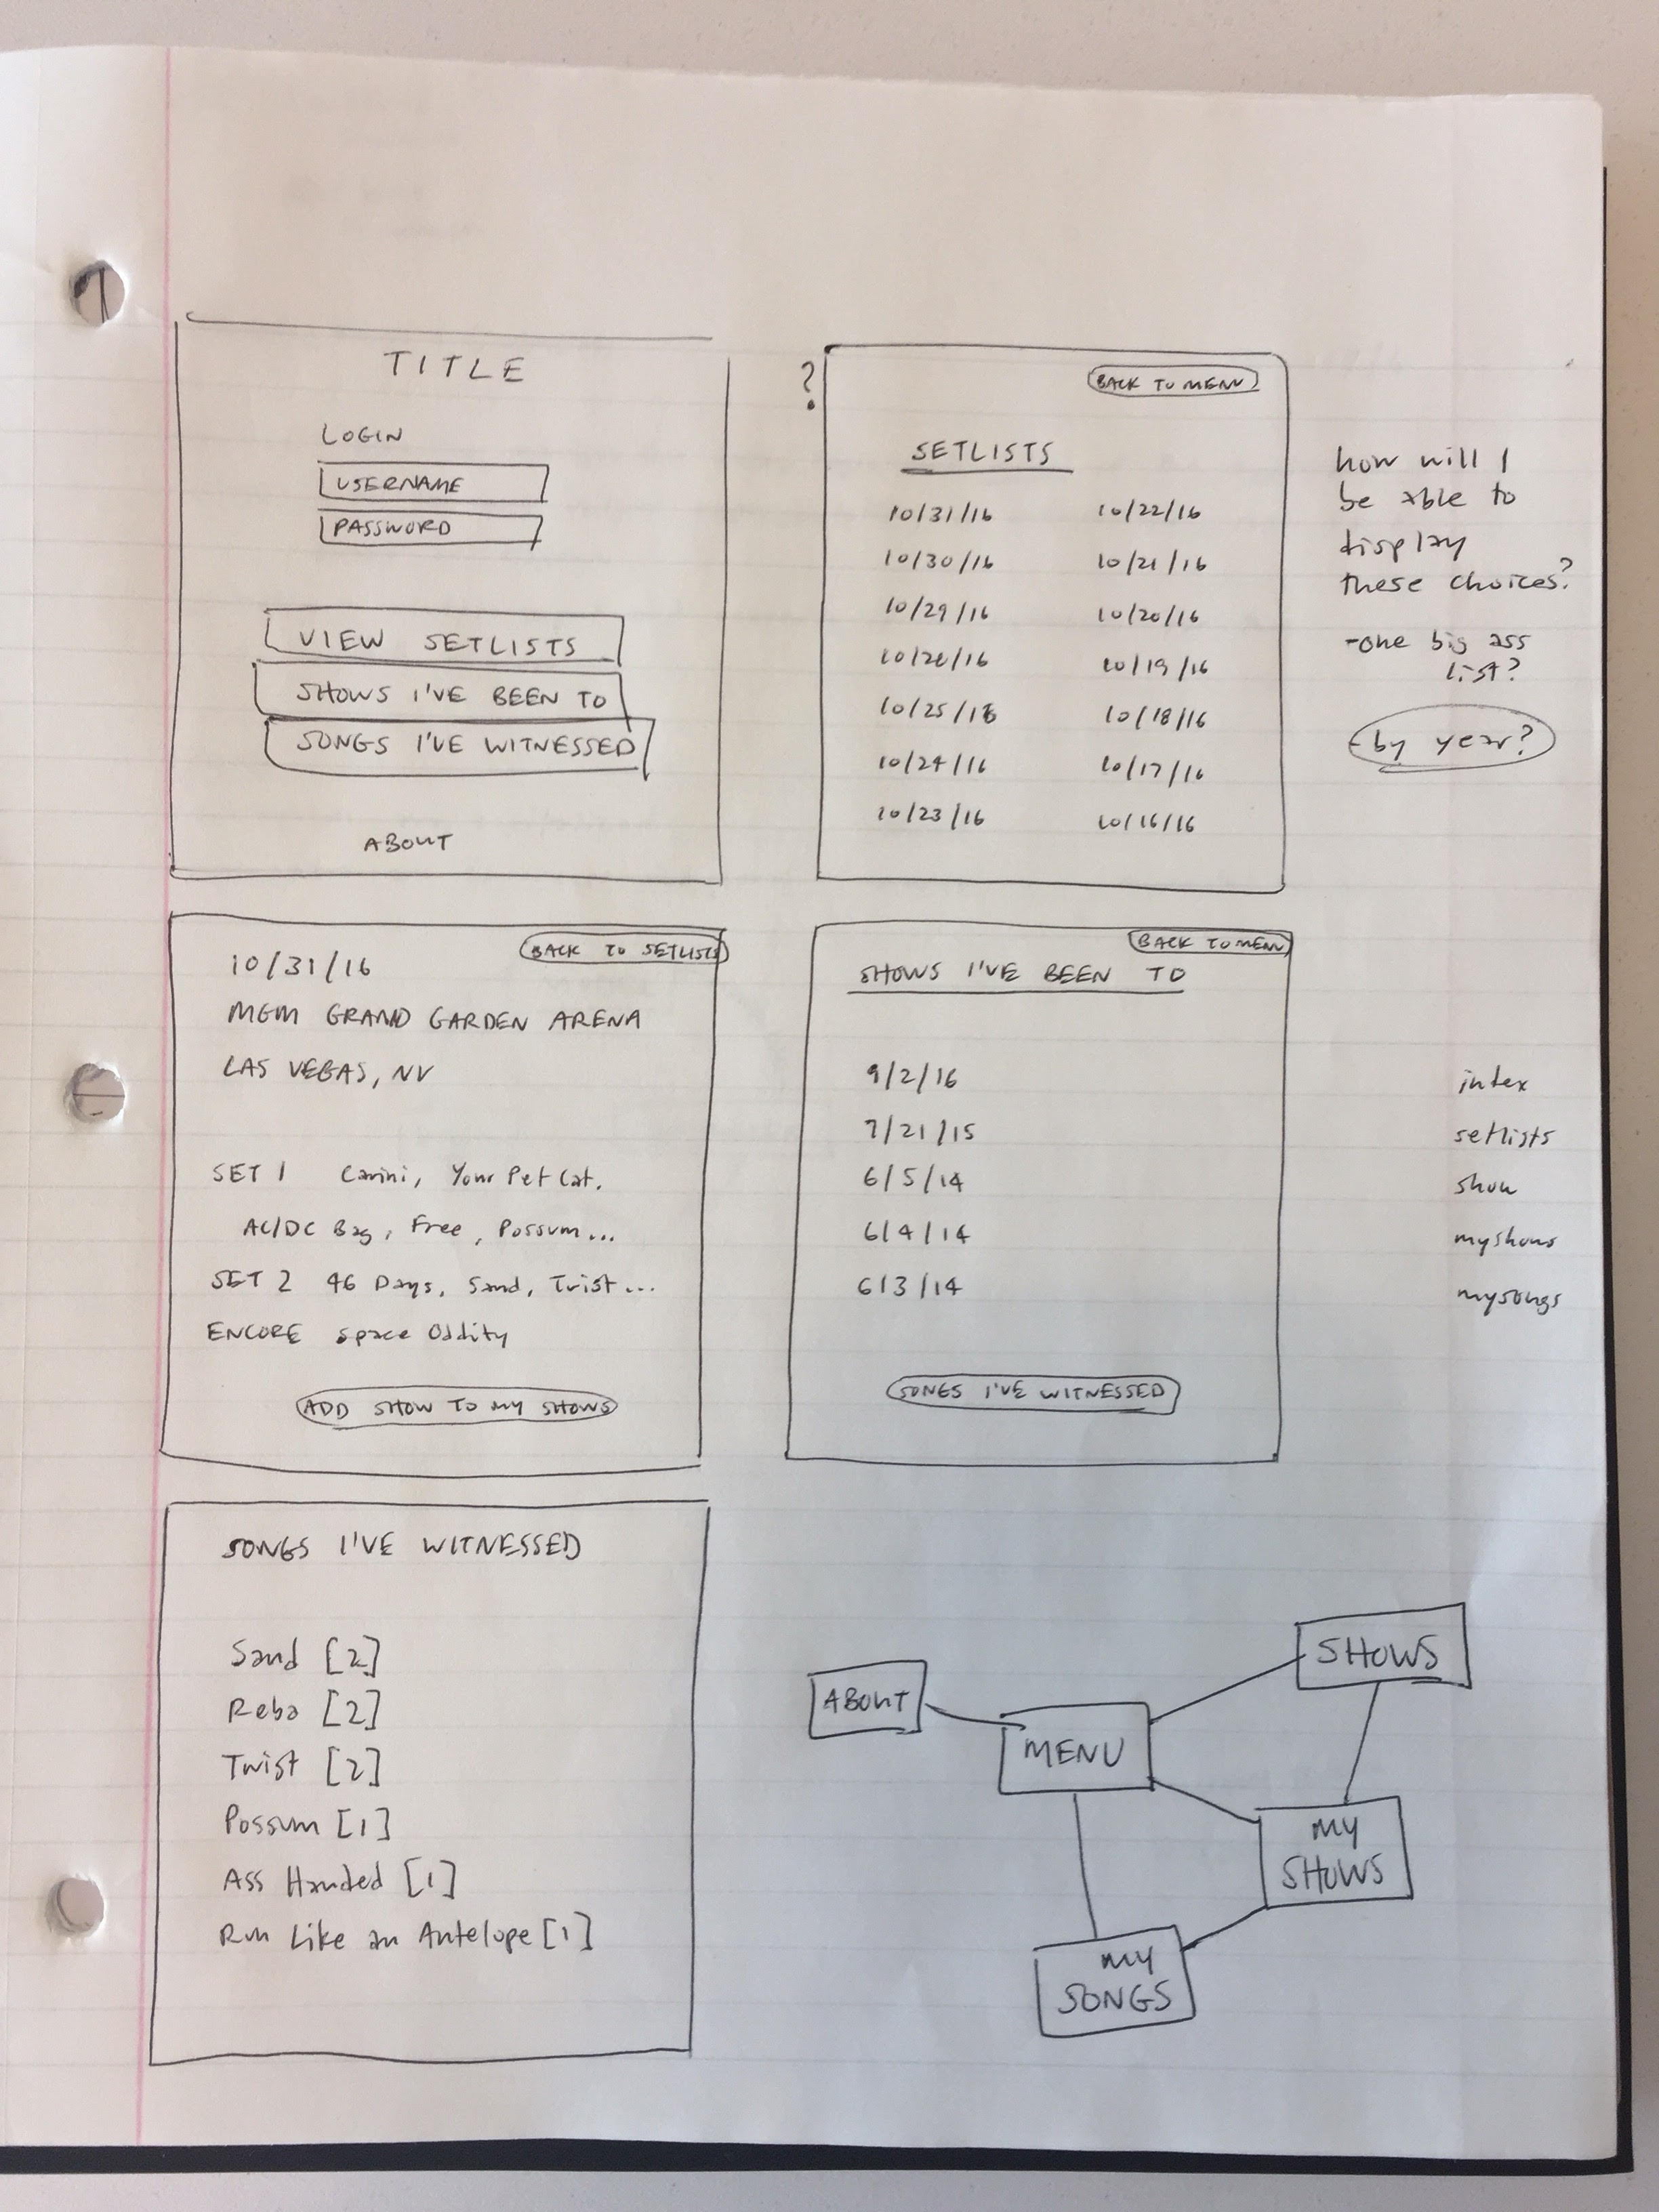 TITLE
LOGIN
USERNAME
PASSWORD
VIEW SETLISTS
SHOWS I'VE BEEN TO
SONGS I'VE WITNESSED
ABOUT
?
BACK TO MENU
SETLISTS
10/31/16 10/22/16
10/30/16 10/21/16
10/29/16 10/20/16
10/28/16 10/19/16
10/25/16 10/18/16
10/24/16 10/17/16
10/23/16 10/16/16
how will I
be able to
display
these choices?
-one big ass
list?
-by year?
BACK TO SETLISTS
10/31/16
MGM GRAND GARDEN ARENA
LAS VEGAS, NV
SET 1 Carini, Your Pet Cat,
AC/DC Bag, Free, Possum...
SET 2 46 Days, Sand, Twist...
ENCORE Space Oddity
ADD SHOW TO MY SHOWS
BACK TO MENU
SHOWS I'VE BEEN TO
9/2/16
7/21/15
6/5/14
6/4/14
6/3/14
SONGS I'VE WITNESSED
index
setlists
show
myshows
mysongs
SONGS I'VE WITNESSED
Sand [2]
Reba [2]
Twist [2]
Possum [1]
Ass Handed [1]
Run Like an Antelope [1]
ABOUT
MENU
SHOWS
MY
SHOWS
MY
SONGS